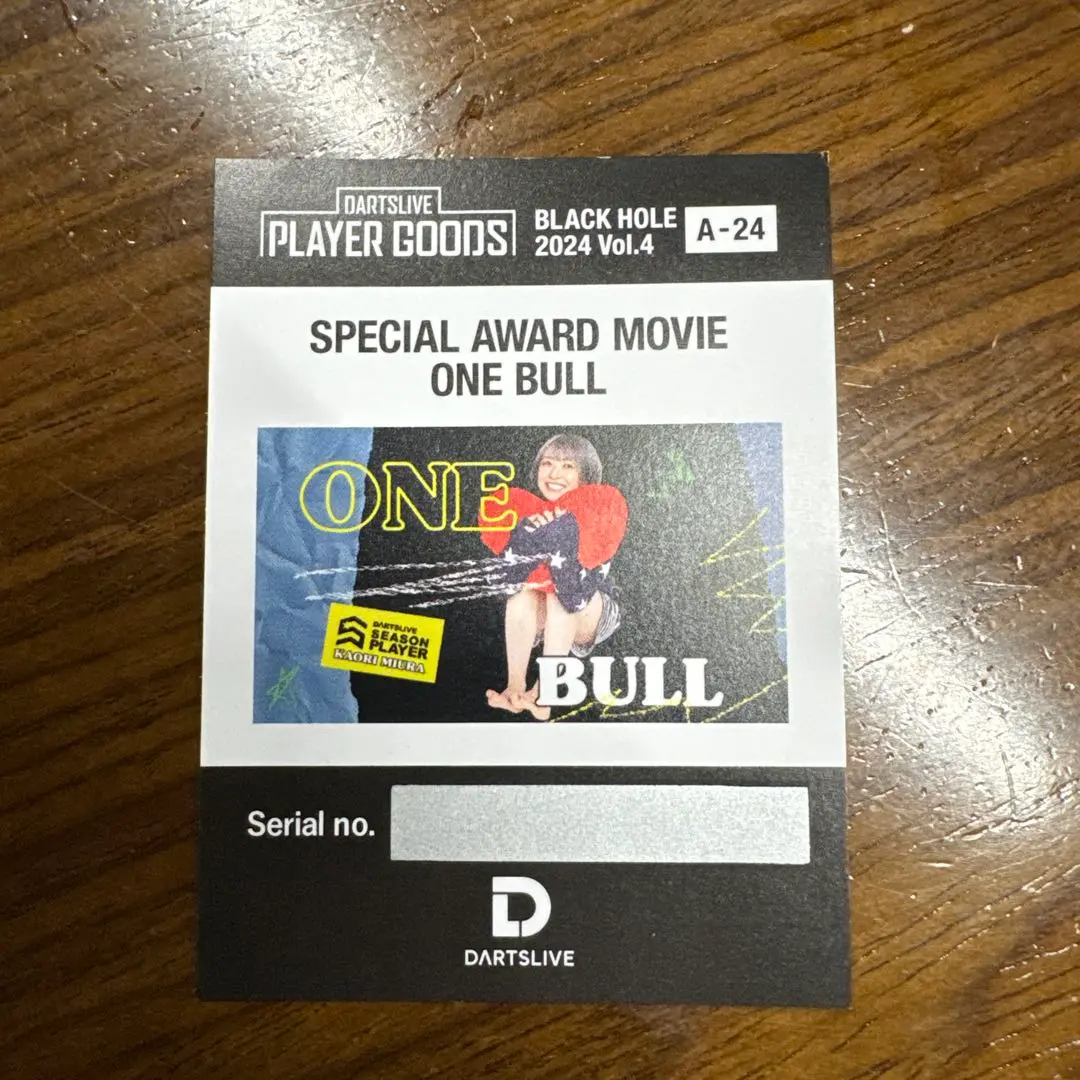 DARTSLIVE
PLAYER GOODS
BLACK HOLE
2024 Vol.4
A-24
SPECIAL AWARD MOVIE
ONE BULL
ONE
DARTSLIVE
SEASON
PLAYER
KAORI MIURA
BULL
Serial no.
DARTSLIVE